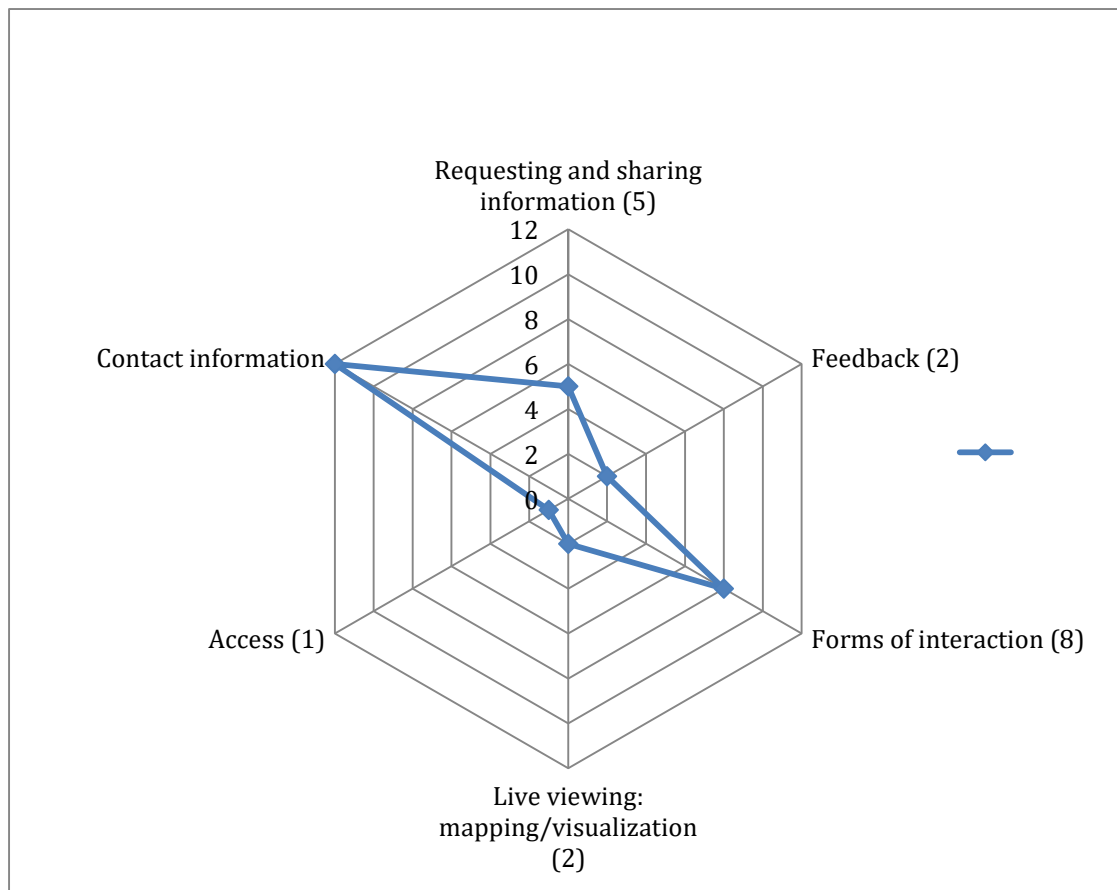 Requesting and sharing
information (5)
12
10
8
6
4
2
0
Contact information
Feedback (2)
Access (1)
Forms of interaction (8)
Live viewing:
mapping/visualization
(2)